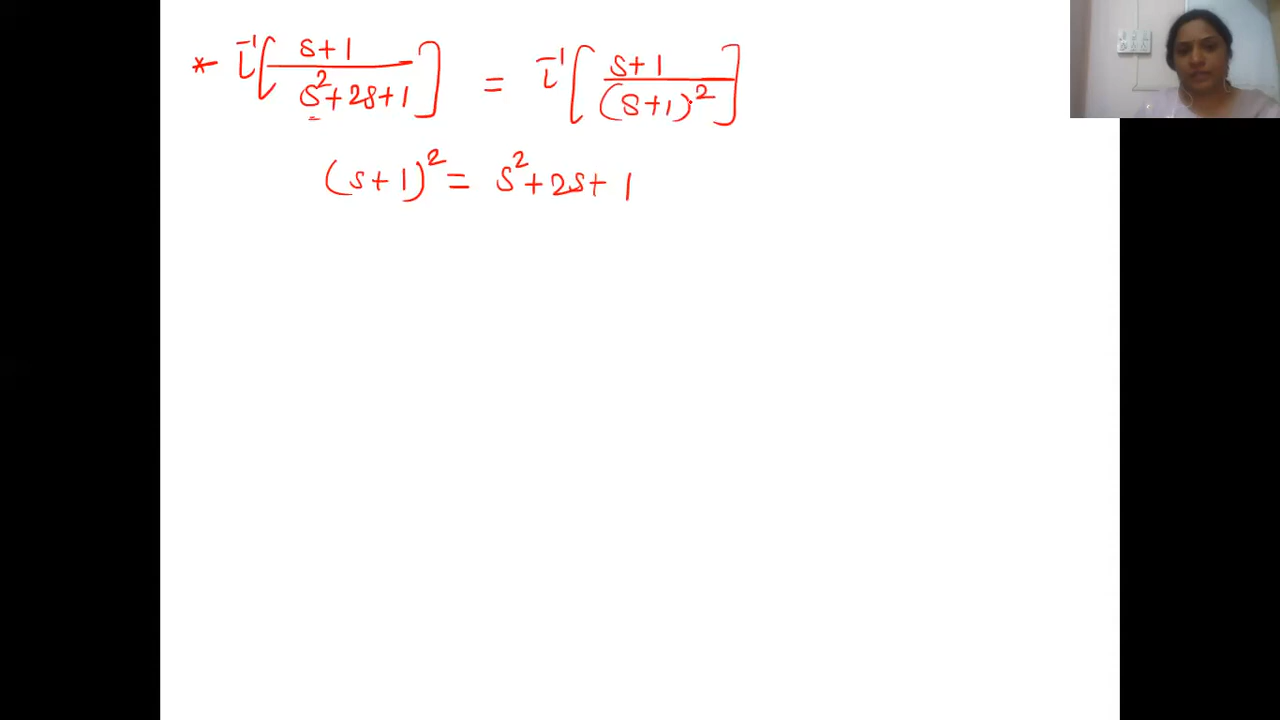 * L⁻¹[ s+1 / s²+2s+1 ] = L⁻¹[ s+1 / (s+1)² ]
(s+1)² = s²+2s+1